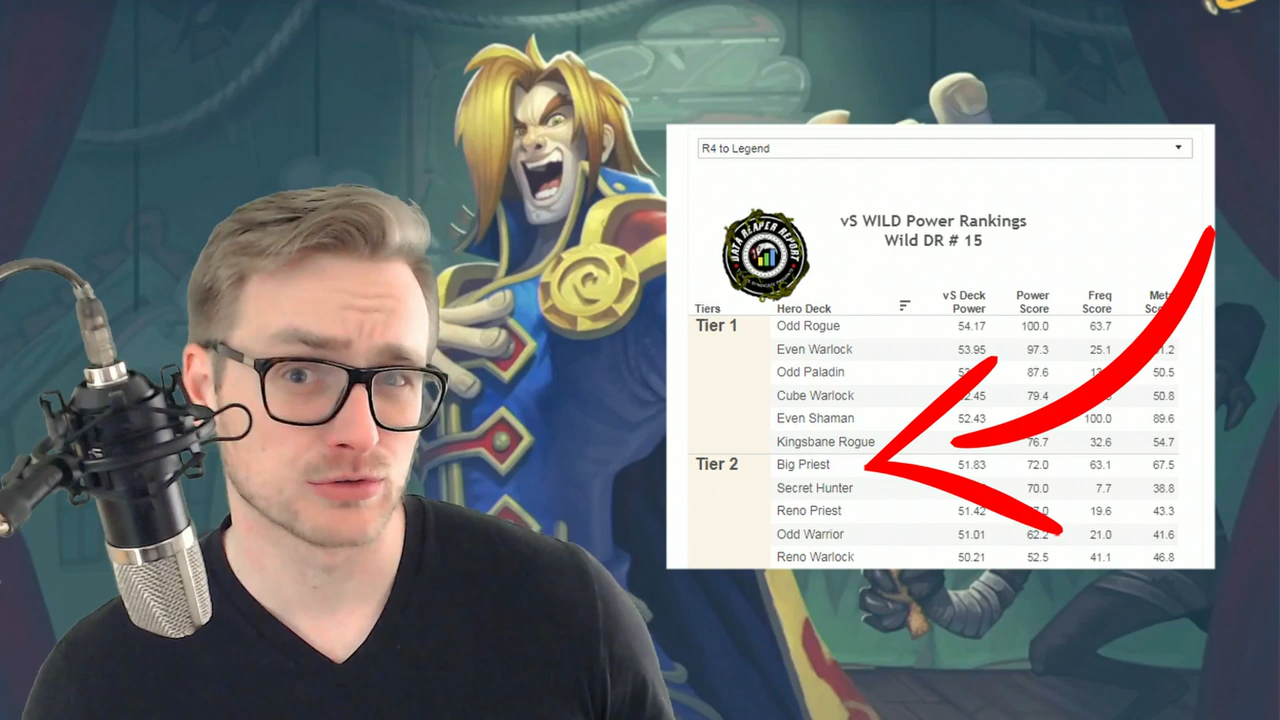 R4 to Legend
vS WILD Power Rankings
Wild DR # 15
DATA REAPER REPORT
Tiers Hero Deck vS Deck Power Power Score Freq Score
Tier 1 Odd Rogue 54.17 100.0 63.7
Even Warlock 53.95 97.3 25.1
Odd Paladin 87.6 50.5
Cube Warlock 79.4 50.8
Even Shaman 52.43 100.0 89.6
Kingsbane Rogue 76.7 32.6 54.7
Tier 2 Big Priest 51.83 72.0 63.1 67.5
Secret Hunter 70.0 7.7 38.8
Reno Priest 51.42 19.6 43.3
Odd Warrior 51.01 62.2 21.0 41.6
Reno Warlock 50.21 52.5 41.1 46.8